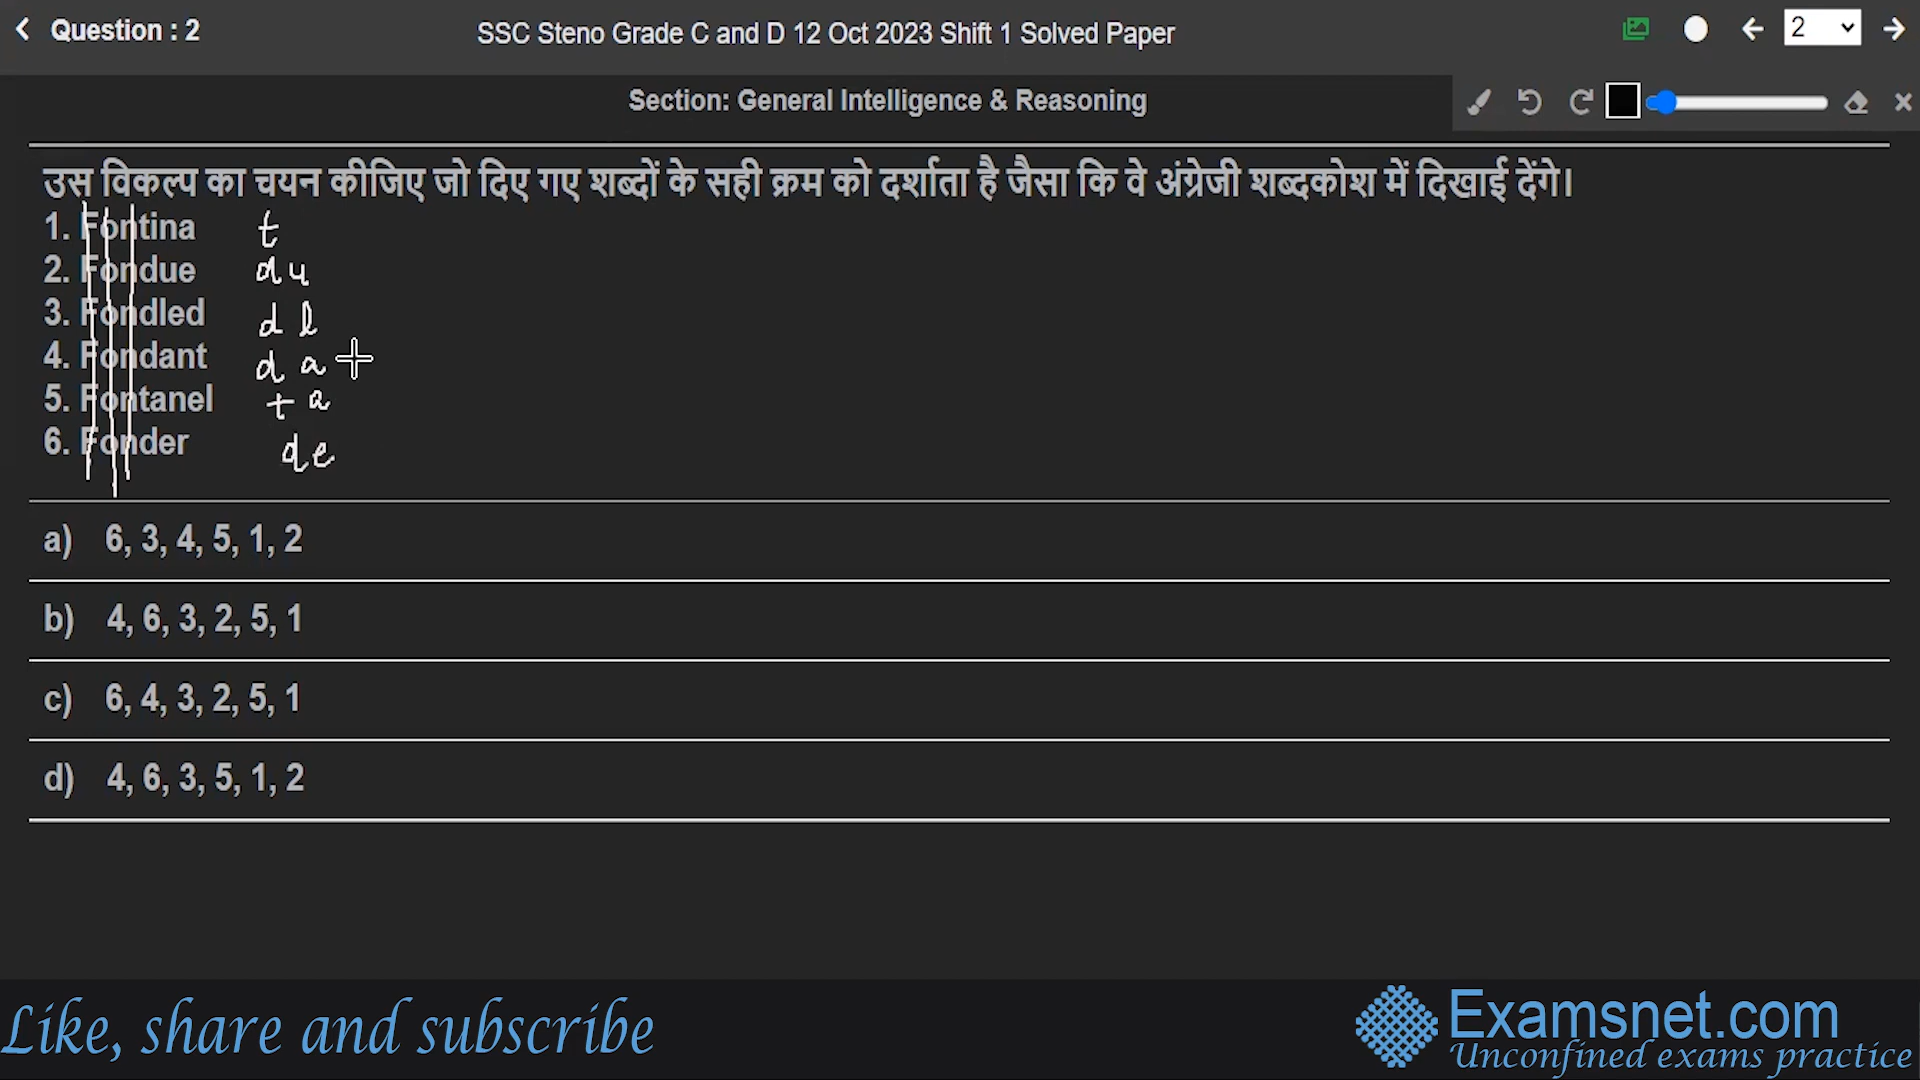 Question : 2
SSC Steno Grade C and D 12 Oct 2023 Shift 1 Solved Paper
2
Section: General Intelligence & Reasoning
उस विकल्प का चयन कीजिए जो दिए गए शब्दों के सही क्रम को दर्शाता है जैसा कि वे अंग्रेजी शब्दकोश में दिखाई देंगे।
1. Fontina t
2. Fondue d u
3. Fondled d l
4. Fondant d a
5. Fontanel t a
6. Fonder d e
a) 6, 3, 4, 5, 1, 2
b) 4, 6, 3, 2, 5, 1
c) 6, 4, 3, 2, 5, 1
d) 4, 6, 3, 5, 1, 2
Like, share and subscribe
Examsnet.com
Unconfined exams practice